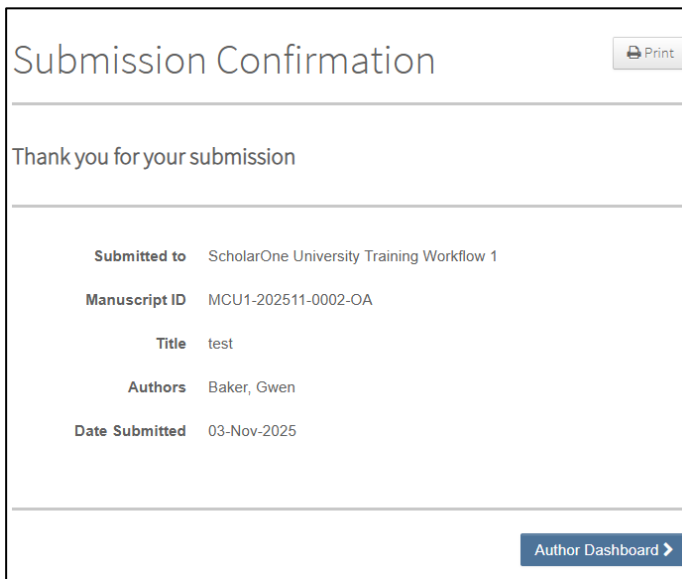 Submission Confirmation
Print
Thank you for your submission
Submitted to ScholarOne University Training Workflow 1
Manuscript ID MCU1-202511-0002-OA
Title test
Authors Baker, Gwen
Date Submitted 03-Nov-2025
Author Dashboard